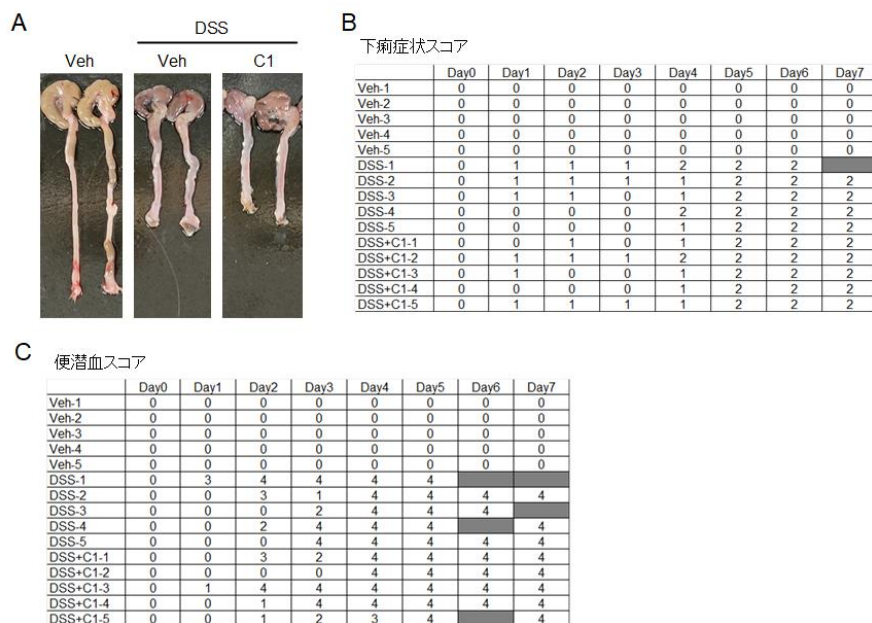 A
DSS
Veh Veh C1
B
下痢症状スコア
Day0 Day1 Day2 Day3 Day4 Day5 Day6 Day7
Veh-1 0 0 0 0 0 0 0 0
Veh-2 0 0 0 0 0 0 0 0
Veh-3 0 0 0 0 0 0 0 0
Veh-4 0 0 0 0 0 0 0 0
Veh-5 0 0 0 0 0 0 0 0
DSS-1 0 1 1 1 2 2 2
DSS-2 0 1 1 1 1 2 2 2
DSS-3 0 1 1 0 1 2 2 2
DSS-4 0 0 0 0 2 2 2 2
DSS-5 0 0 0 0 1 2 2 2
DSS+C1-1 0 0 1 0 1 2 2 2
DSS+C1-2 0 1 1 1 2 2 2 2
DSS+C1-3 0 1 0 0 1 2 2 2
DSS+C1-4 0 0 0 0 1 2 2 2
DSS+C1-5 0 1 1 1 1 2 2 2
C
便潜血スコア
Day0 Day1 Day2 Day3 Day4 Day5 Day6 Day7
Veh-1 0 0 0 0 0 0 0 0
Veh-2 0 0 0 0 0 0 0 0
Veh-3 0 0 0 0 0 0 0 0
Veh-4 0 0 0 0 0 0 0 0
Veh-5 0 0 0 0 0 0 0 0
DSS-1 0 3 4 4 4 4
DSS-2 0 0 3 1 4 4 4 4
DSS-3 0 0 0 2 4 4 4
DSS-4 0 0 2 4 4 4 4
DSS-5 0 0 0 4 4 4 4 4
DSS+C1-1 0 0 3 2 4 4 4 4
DSS+C1-2 0 0 0 0 4 4 4 4
DSS+C1-3 0 1 4 4 4 4 4 4
DSS+C1-4 0 0 1 4 4 4 4 4
DSS+C1-5 0 0 1 2 3 4 4